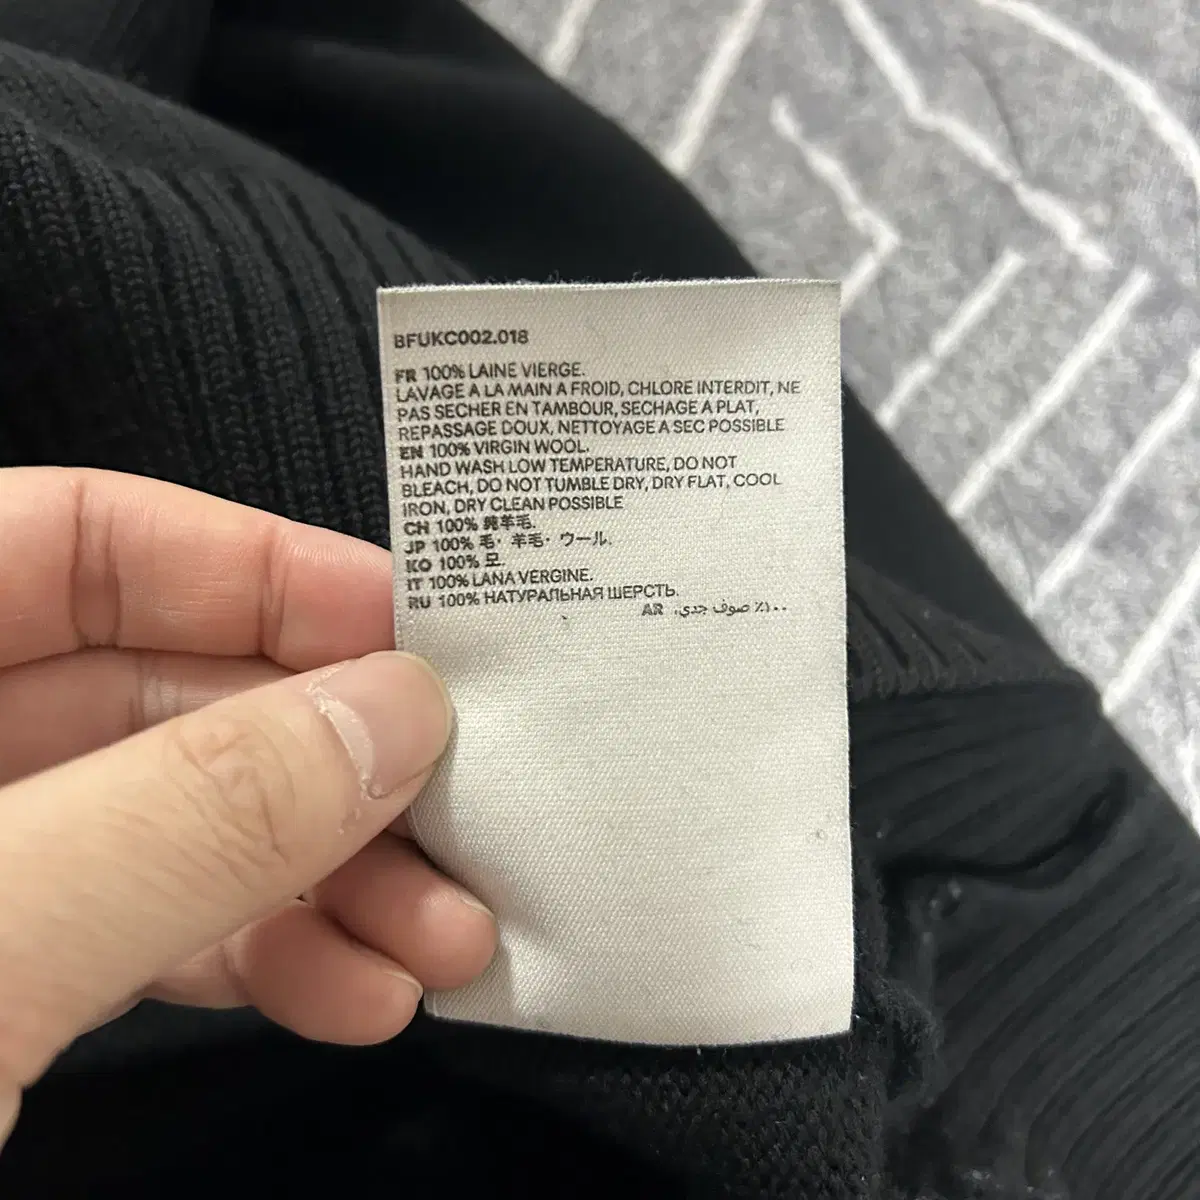 BFUKC002.018
FR 100% LAINE VIERGE.
LAVAGE A LA MAIN A FROID, CHLORE INTERDIT, NE
PAS SECHER EN TAMBOUR, SECHAGE A PLAT,
REPASSAGE DOUX, NETTOYAGE A SEC POSSIBLE
EN 100% VIRGIN WOOL.
HAND WASH LOW TEMPERATURE, DO NOT
BLEACH, DO NOT TUMBLE DRY, DRY FLAT, COOL
IRON, DRY CLEAN POSSIBLE
CH 100% 纯羊毛.
JP 100% 毛・羊毛・ウール.
KO 100% 모.
IT 100% LANA VERGINE.
RU 100% НАТУРАЛЬНАЯ ШЕРСТЬ.
AR ١٠٠٪ صوف جدي.